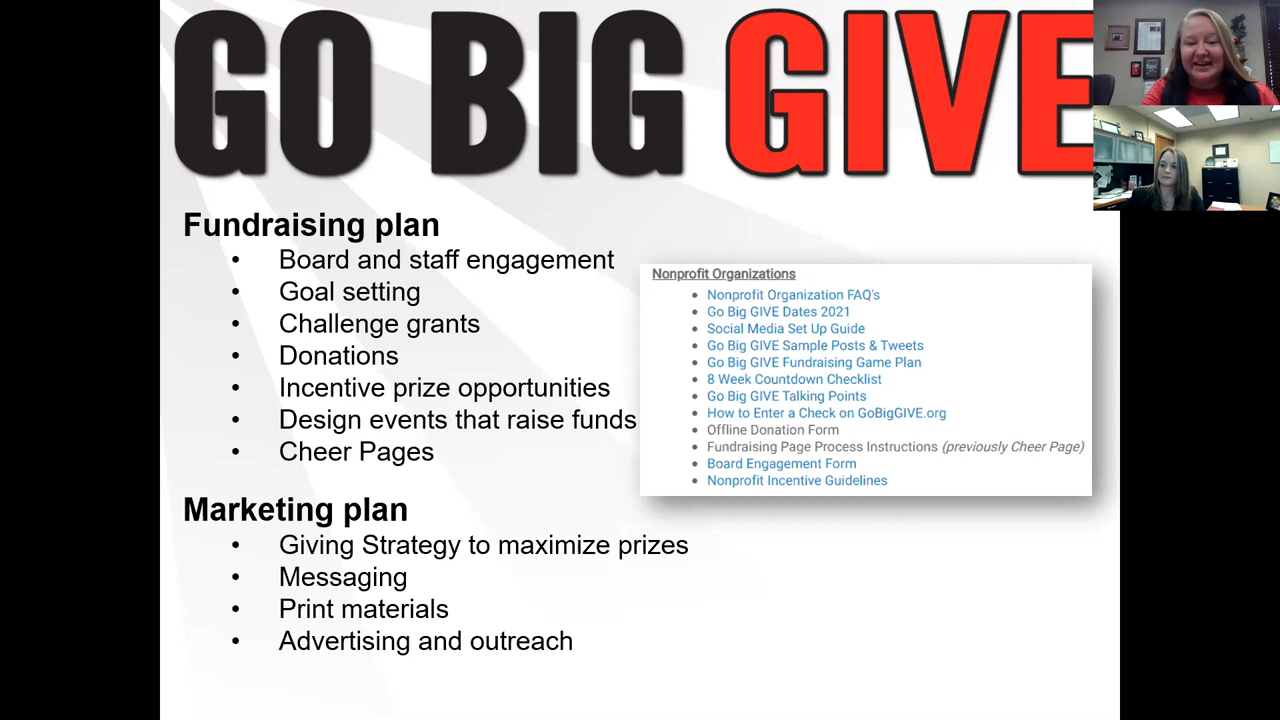 GO BIG GIVE
Fundraising plan
• Board and staff engagement
• Goal setting
• Challenge grants
• Donations
• Incentive prize opportunities
• Design events that raise funds
• Cheer Pages
Marketing plan
• Giving Strategy to maximize prizes
• Messaging
• Print materials
• Advertising and outreach
Nonprofit Organizations
• Nonprofit Organization FAQ's
• Go Big GIVE Dates 2021
• Social Media Set Up Guide
• Go Big GIVE Sample Posts & Tweets
• Go Big GIVE Fundraising Game Plan
• 8 Week Countdown Checklist
• Go Big GIVE Talking Points
• How to Enter a Check on GoBigGIVE.org
• Offline Donation Form
• Fundraising Page Process Instructions (previously Cheer Page)
• Board Engagement Form
• Nonprofit Incentive Guidelines